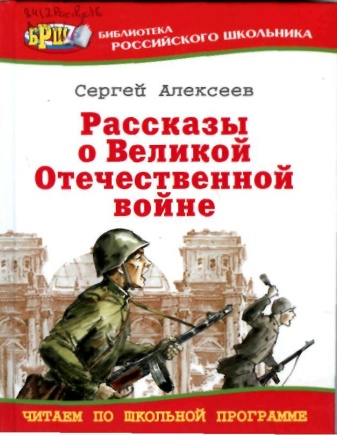 БРШ
БИБЛИОТЕКА
РОССИЙСКОГО ШКОЛЬНИКА
Сергей Алексеев
Рассказы
о Великой
Отечественной
войне
ЧИТАЕМ ПО ШКОЛЬНОЙ ПРОГРАММЕ